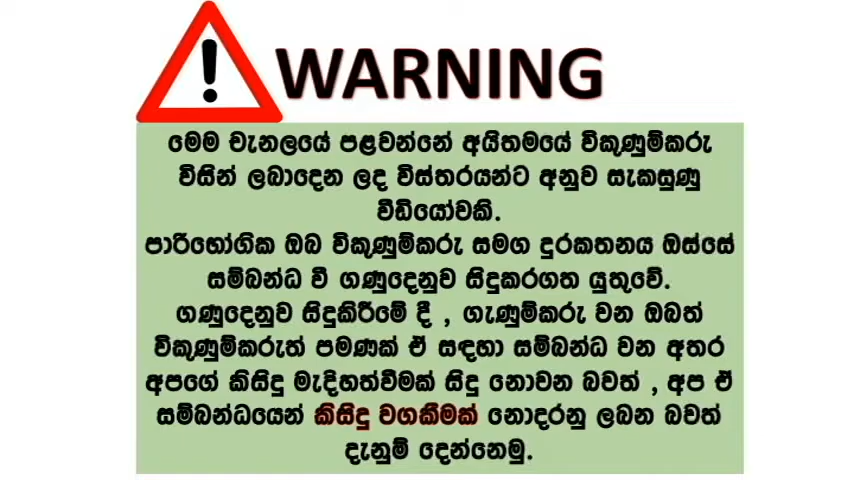 WARNING
මෙම චැනලයේ පළවන්නේ අයිතමයේ විකුණුම්කරු
විසින් ලබාදෙන ලද විස්තරයන්ට අනුව සැකසුණු
වීඩියෝවකි.
පාරිභෝගික ඔබ විකුණුම්කරු සමග දුරකතනය ඔස්සේ
සම්බන්ධ වී ගණුදෙනුව සිදුකරගත යුතුවේ.
ගණුදෙනුව සිදුකිරීමේ දී , ගැණුම්කරු වන ඔබත්
විකුණුම්කරුත් පමණක් ඒ සඳහා සම්බන්ධ වන අතර
අපගේ කිසිදු මැදිහත්වීමක් සිදු නොවන බවත් , අප ඒ
සම්බන්ධයෙන් කිසිදු වගකීමක් නොදරනු ලබන බවත්
දැනුම් දෙන්නෙමු.